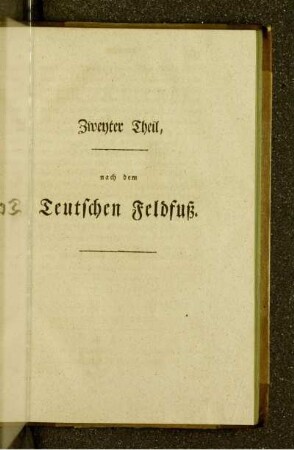 Zweyter Theil,
nach dem
Teutschen Feldfuß.